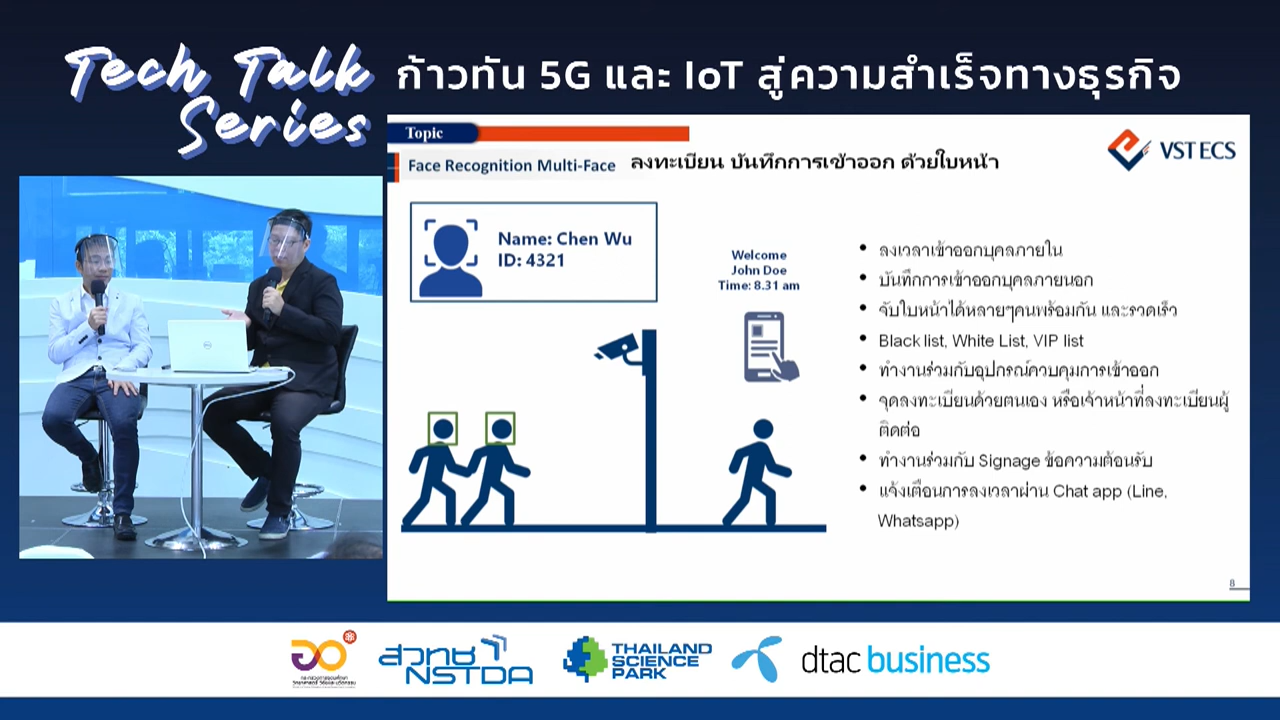 Tech Talk
Series
ก้าวทัน 5G และ IoT สู่ความสำเร็จทางธุรกิจ
Topic
VST ECS
Face Recognition Multi-Face ลงทะเบียน บันทึกการเข้าออก ด้วยใบหน้า
Name: Chen Wu
ID: 4321
Welcome
John Doe
Time: 8.31 am
• ลงเวลาเข้าออกบุคลภายใน
• บันทึกการเข้าออกบุคลภายนอก
• จับใบหน้าได้หลายๆคนพร้อมกัน และรวดเร็ว
• Black list, White List, VIP list
• ทำงานร่วมกับอุปกรณ์ควบคุมการเข้าออก
• จุดลงทะเบียนด้วยตนเอง หรือเจ้าหน้าที่ลงทะเบียนผู้
ติดต่อ
• ทำงานร่วมกับ Signage ข้อความต้อนรับ
• แจ้งเตือนการลงเวลาผ่าน Chat app (Line,
Whatsapp)
8
สวทช
NSTDA
THAILAND
SCIENCE
PARK
dtac business